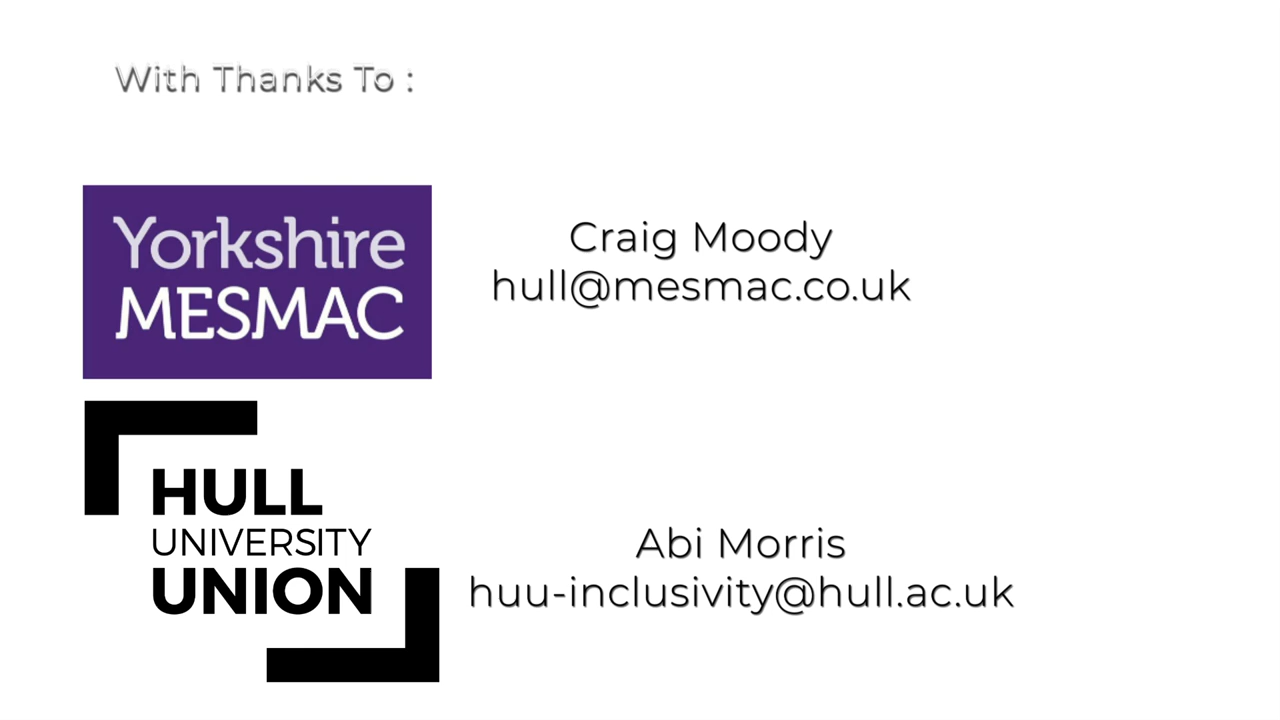 With Thanks To :
Yorkshire
MESMAC
Craig Moody
hull@mesmac.co.uk
HULL
UNIVERSITY
UNION
Abi Morris
huu-inclusivity@hull.ac.uk